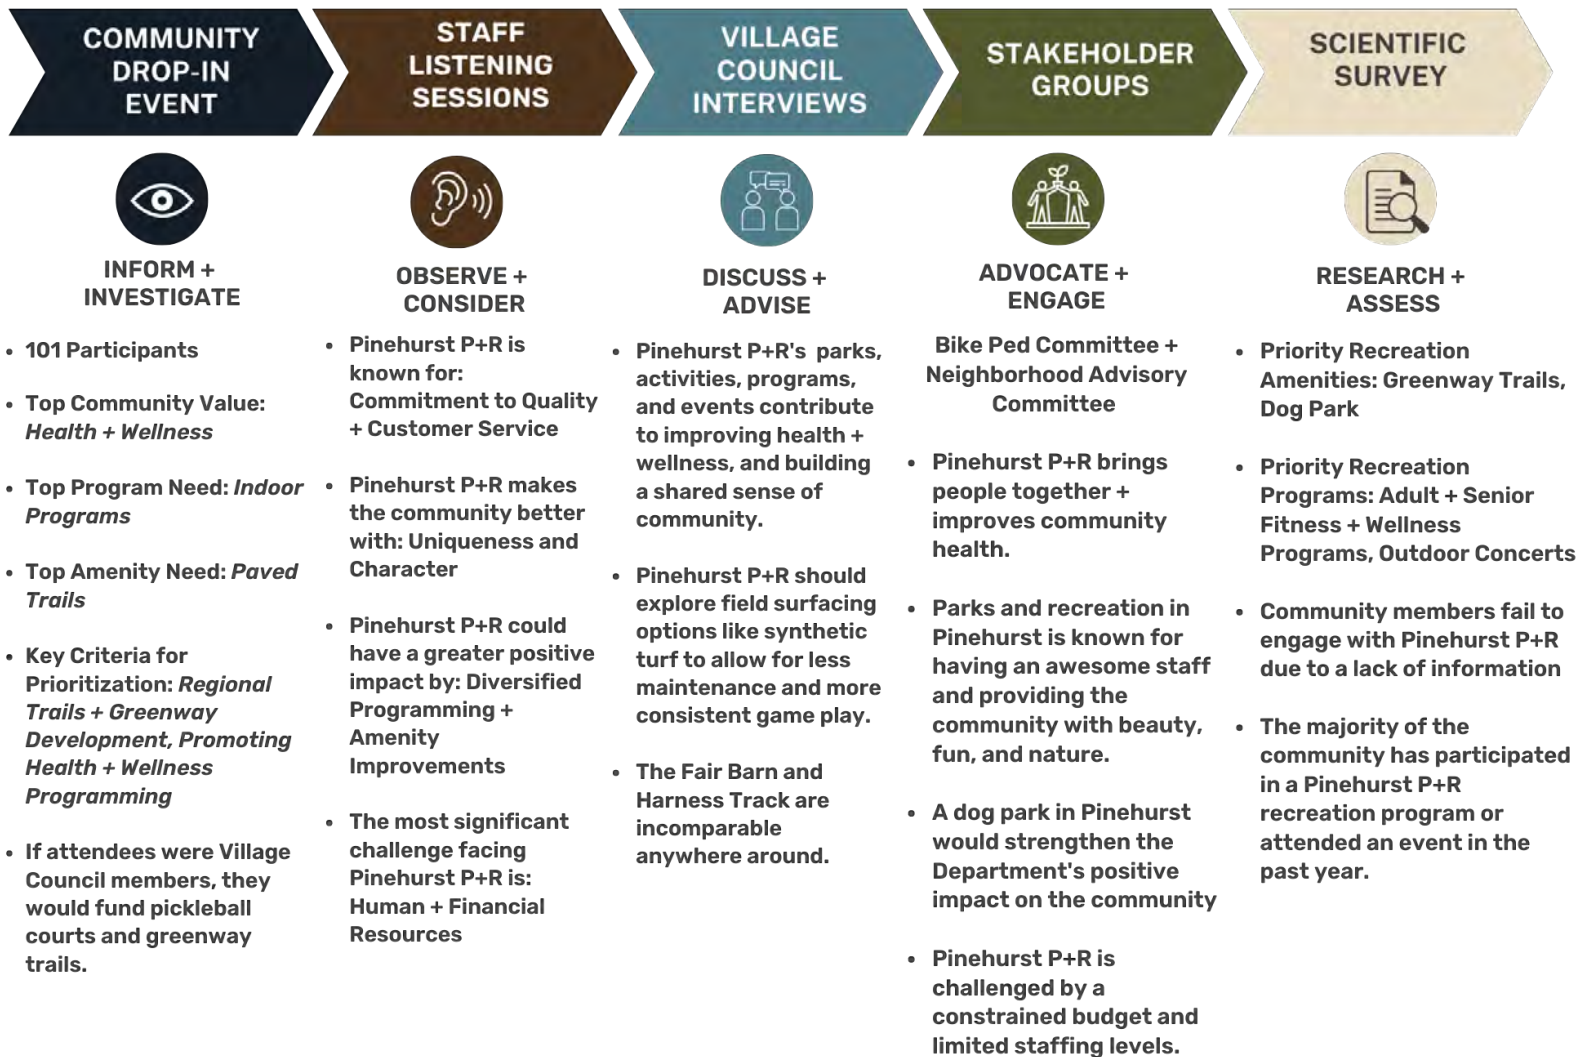 COMMUNITY
DROP-IN
EVENT
STAFF
LISTENING
SESSIONS
VILLAGE
COUNCIL
INTERVIEWS
STAKEHOLDER
GROUPS
SCIENTIFIC
SURVEY
INFORM +
INVESTIGATE
• 101 Participants
• Top Community Value:
Health + Wellness
• Top Program Need: Indoor
Programs
• Top Amenity Need: Paved
Trails
• Key Criteria for
Prioritization: Regional
Trails + Greenway
Development, Promoting
Health + Wellness
Programming
• If attendees were Village
Council members, they
would fund pickleball
courts and greenway
trails.
OBSERVE +
CONSIDER
• Pinehurst P+R is
known for:
Commitment to Quality
+ Customer Service
• Pinehurst P+R makes
the community better
with: Uniqueness and
Character
• Pinehurst P+R could
have a greater positive
impact by: Diversified
Programming +
Amenity
Improvements
• The most significant
challenge facing
Pinehurst P+R is:
Human + Financial
Resources
DISCUSS +
ADVISE
• Pinehurst P+R's parks,
activities, programs,
and events contribute
to improving health +
wellness, and building
a shared sense of
community.
• Pinehurst P+R should
explore field surfacing
options like synthetic
turf to allow for less
maintenance and more
consistent game play.
• The Fair Barn and
Harness Track are
incomparable
anywhere around.
ADVOCATE +
ENGAGE
Bike Ped Committee +
Neighborhood Advisory
Committee
• Pinehurst P+R brings
people together +
improves community
health.
• Parks and recreation in
Pinehurst is known for
having an awesome staff
and providing the
community with beauty,
fun, and nature.
• A dog park in Pinehurst
would strengthen the
Department's positive
impact on the community
• Pinehurst P+R is
challenged by a
constrained budget and
limited staffing levels.
RESEARCH +
ASSESS
• Priority Recreation
Amenities: Greenway Trails,
Dog Park
• Priority Recreation
Programs: Adult + Senior
Fitness + Wellness
Programs, Outdoor Concerts
• Community members fail to
engage with Pinehurst P+R
due to a lack of information
• The majority of the
community has participated
in a Pinehurst P+R
recreation program or
attended an event in the
past year.